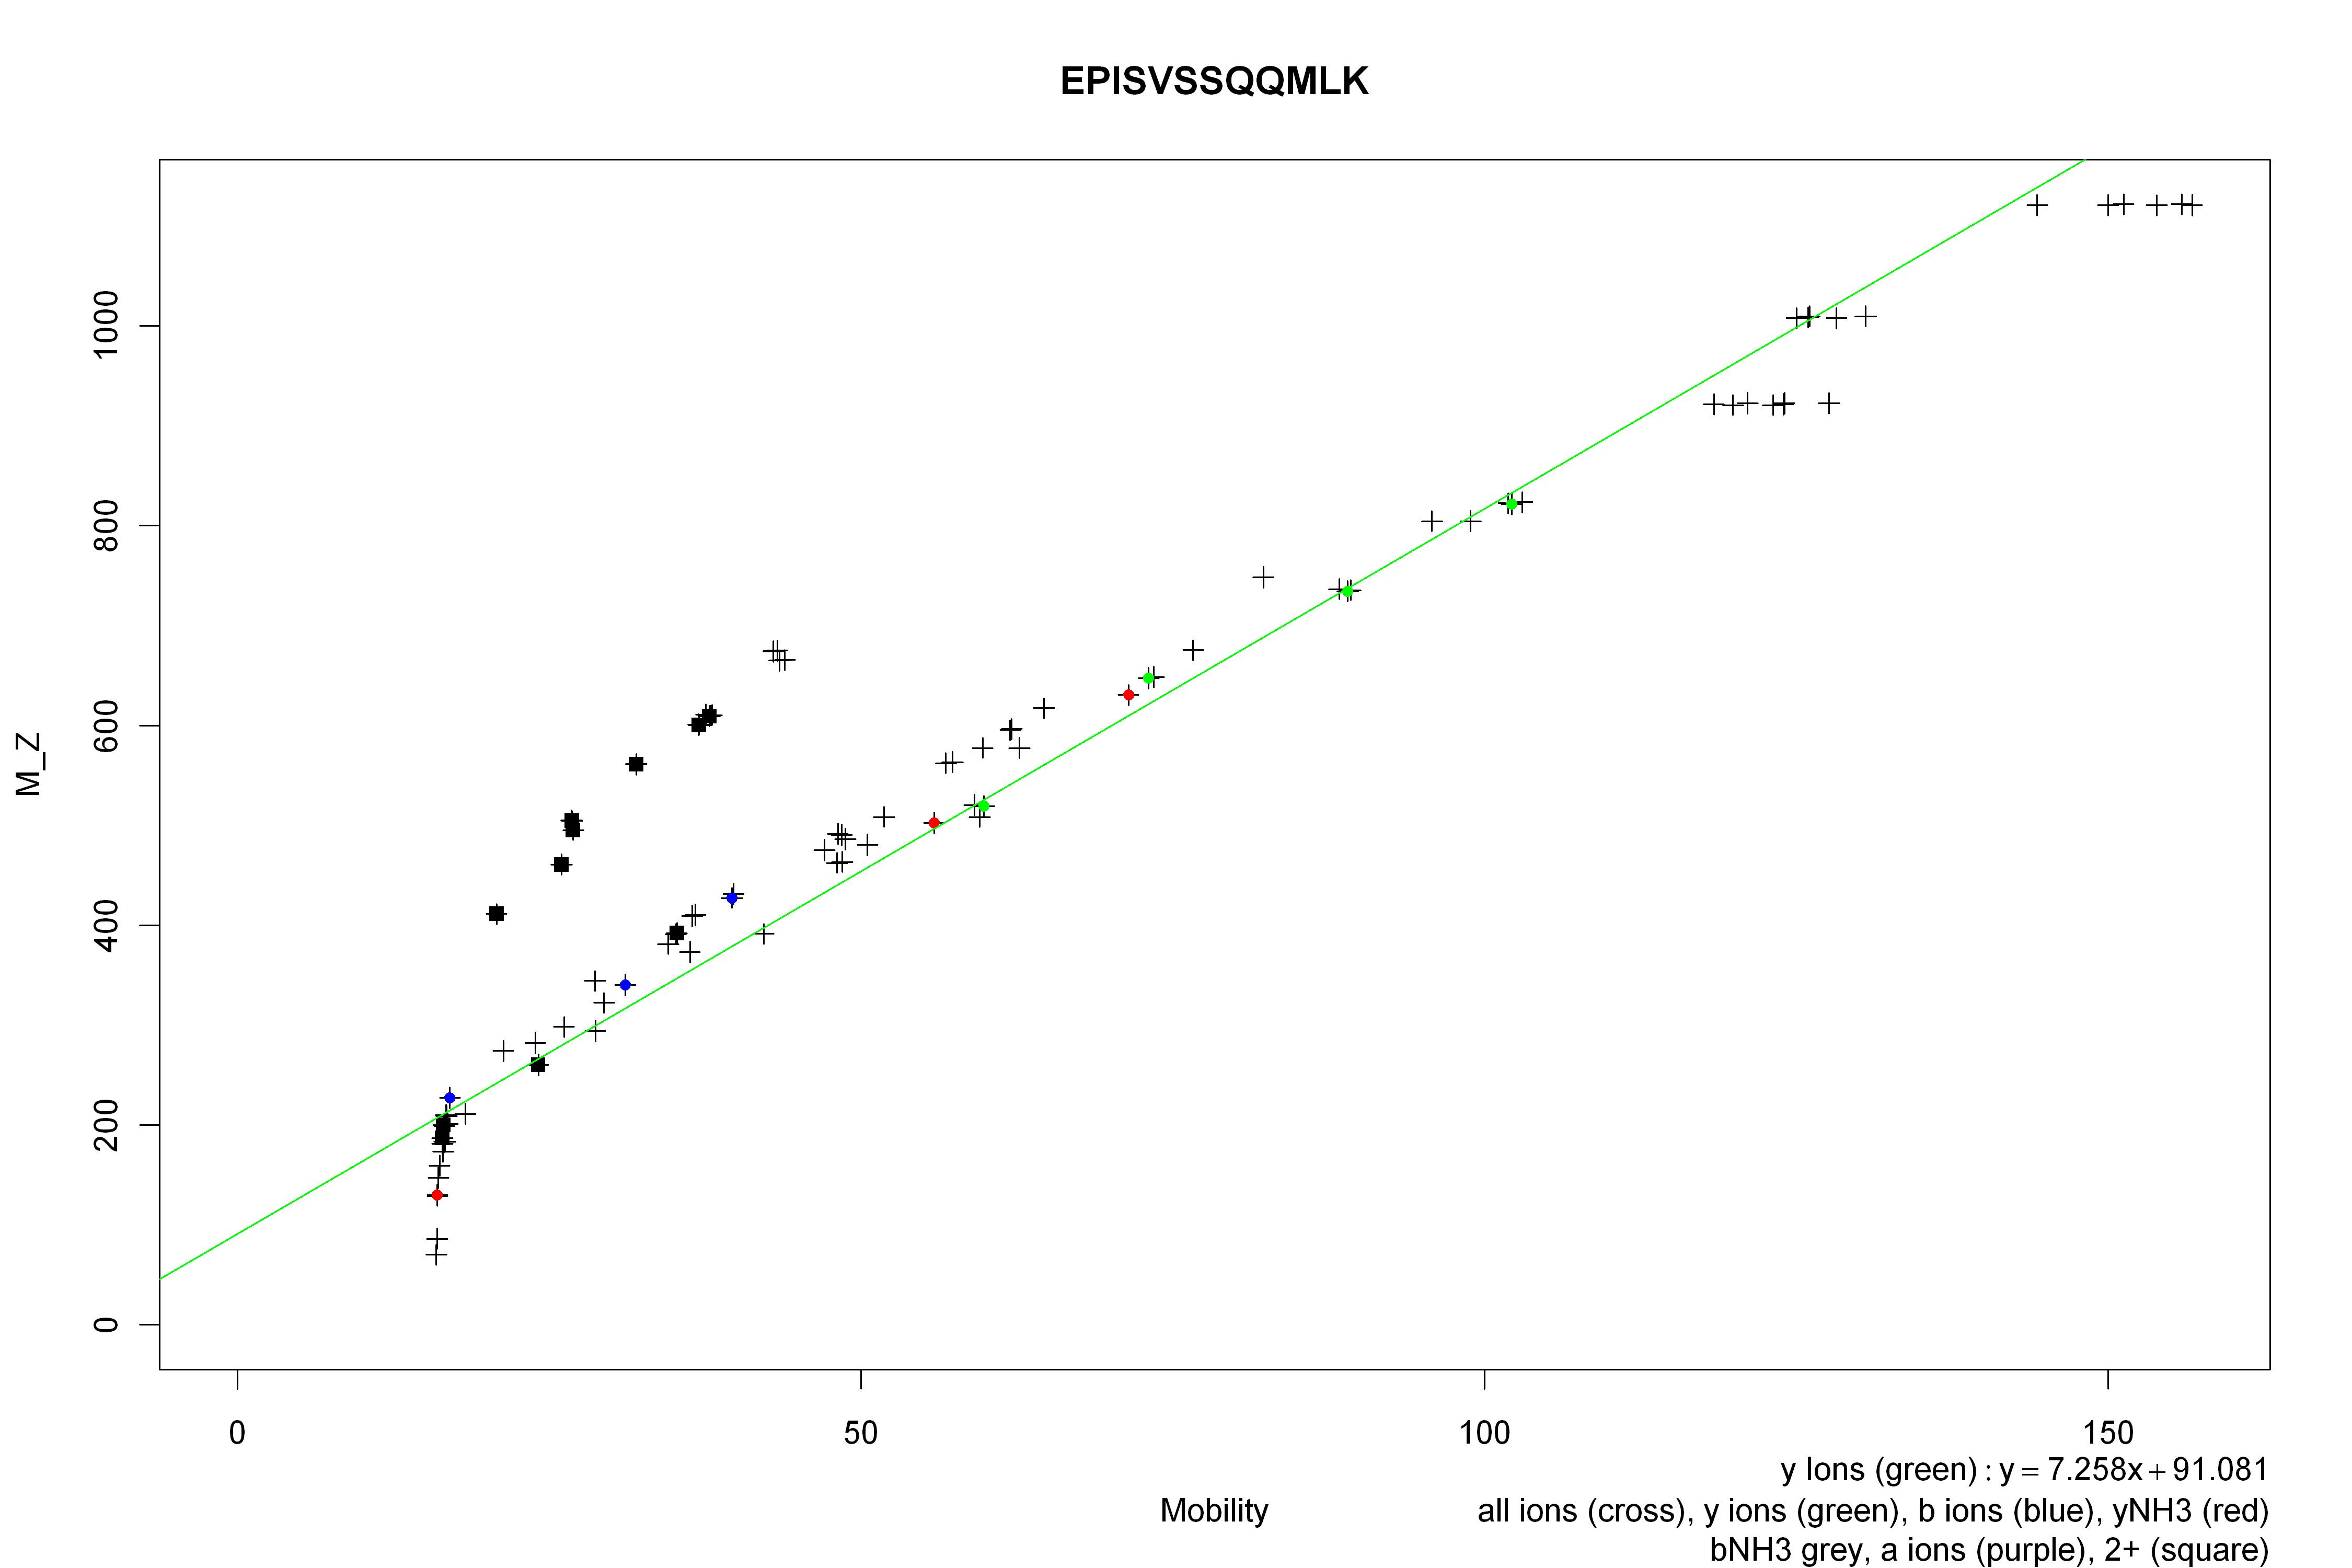 EPISVSSQQMLK
M_Z
1000
800
600
400
200
0
0 50 100 150
y Ions (green) : y = 7.258x + 91.081
Mobility
all ions (cross), y ions (green), b ions (blue), yNH3 (red)
bNH3 grey, a ions (purple), 2+ (square)